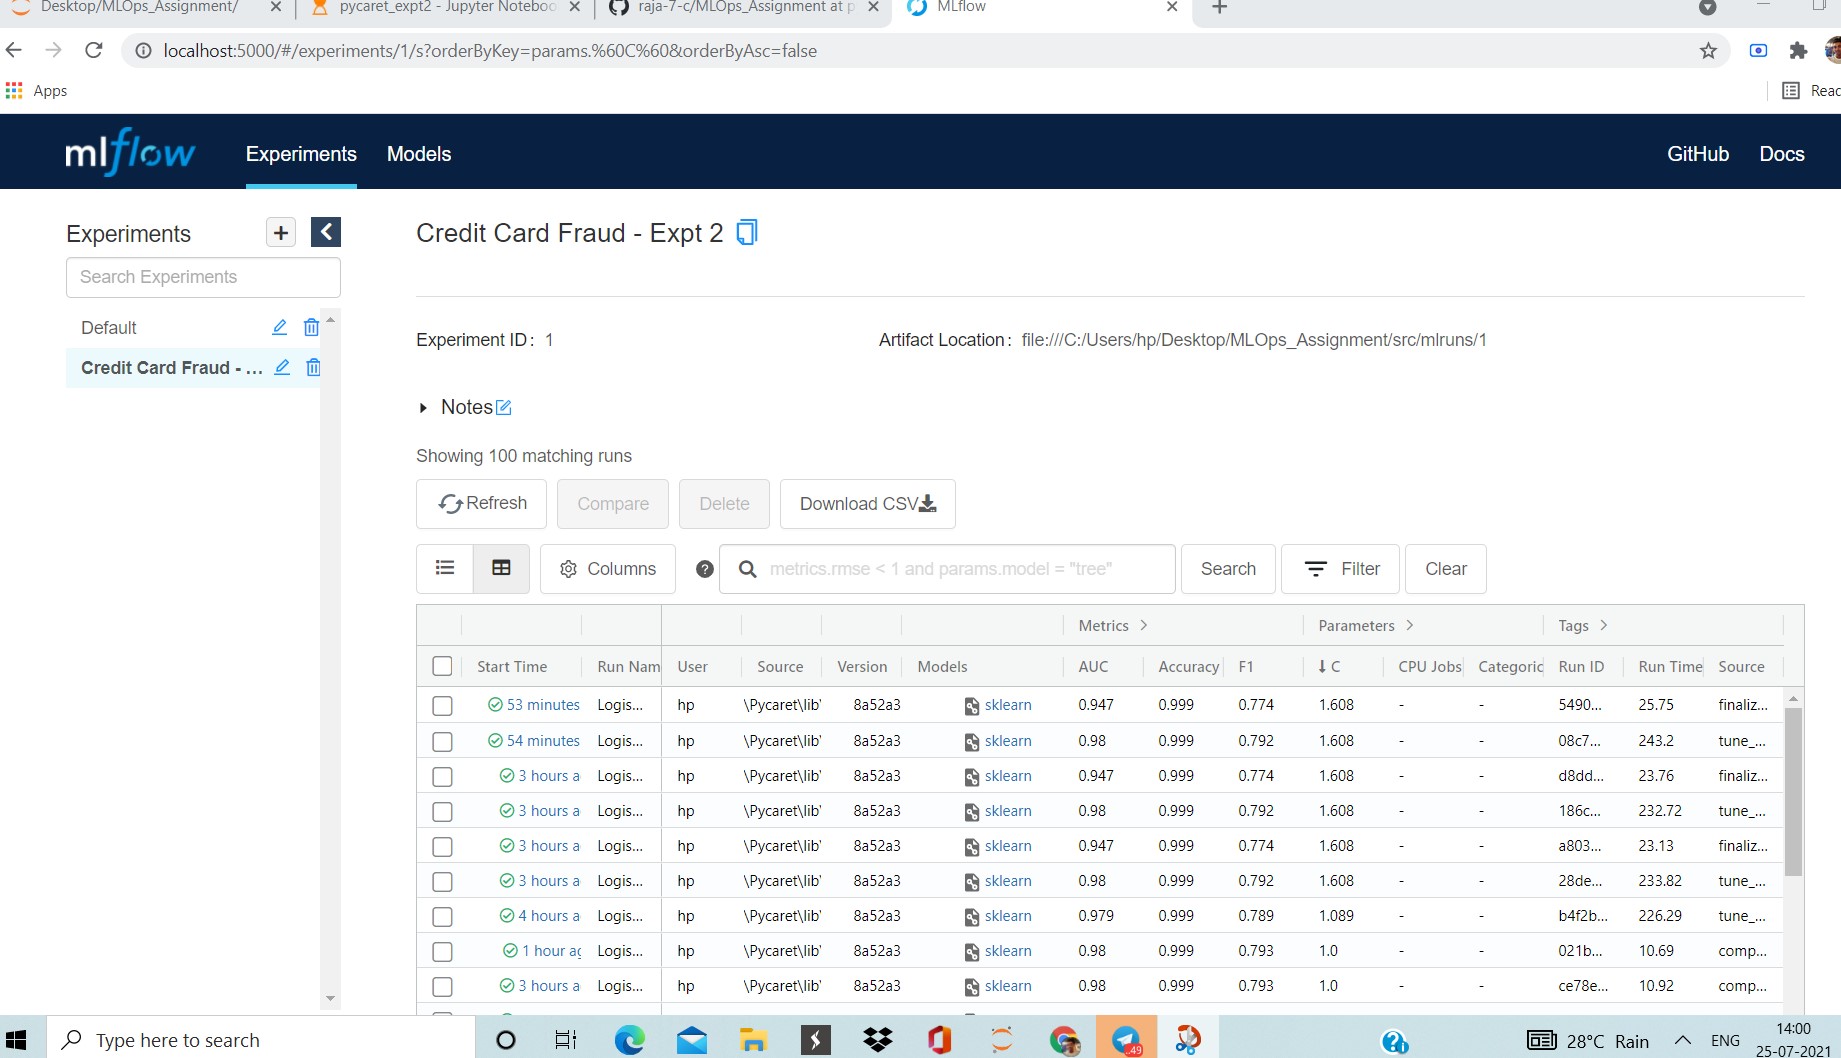 Desktop/MLOps_Assignment/ pycaret_expt2 - Jupyter Noteboo raja-7-c/MLOps_Assignment at p MLflow
localhost:5000/#/experiments/1/s?orderByKey=params.%60C%60&orderByAsc=false
Apps Reac
mlflow Experiments Models GitHub Docs
Experiments
Search Experiments
Default
Credit Card Fraud - ...
Credit Card Fraud - Expt 2
Experiment ID: 1 Artifact Location: file:///C:/Users/hp/Desktop/MLOps_Assignment/src/mlruns/1
Notes
Showing 100 matching runs
Refresh Compare Delete Download CSV
Columns metrics.rmse < 1 and params.model = "tree" Search Filter Clear
Metrics > Parameters > Tags >
Start Time Run Nam User Source Version Models AUC Accuracy F1 C CPU Jobs Categoric Run ID Run Time Source
53 minutes Logis... hp \Pycaret\lib' 8a52a3 sklearn 0.947 0.999 0.774 1.608 - - 5490... 25.75 finaliz...
54 minutes Logis... hp \Pycaret\lib' 8a52a3 sklearn 0.98 0.999 0.792 1.608 - - 08c7... 243.2 tune_...
3 hours a Logis... hp \Pycaret\lib' 8a52a3 sklearn 0.947 0.999 0.774 1.608 - - d8dd... 23.76 finaliz...
3 hours a Logis... hp \Pycaret\lib' 8a52a3 sklearn 0.98 0.999 0.792 1.608 - - 186c... 232.72 tune_...
3 hours a Logis... hp \Pycaret\lib' 8a52a3 sklearn 0.947 0.999 0.774 1.608 - - a803... 23.13 finaliz...
3 hours a Logis... hp \Pycaret\lib' 8a52a3 sklearn 0.98 0.999 0.792 1.608 - - 28de... 233.82 tune_...
4 hours a Logis... hp \Pycaret\lib' 8a52a3 sklearn 0.979 0.999 0.789 1.089 - - b4f2b... 226.29 tune_...
1 hour ag Logis... hp \Pycaret\lib' 8a52a3 sklearn 0.98 0.999 0.793 1.0 - - 021b... 10.69 comp...
3 hours a Logis... hp \Pycaret\lib' 8a52a3 sklearn 0.98 0.999 0.793 1.0 - - ce78e... 10.92 comp...
Type here to search 49 28°C Rain ENG 14:00
25-07-2021